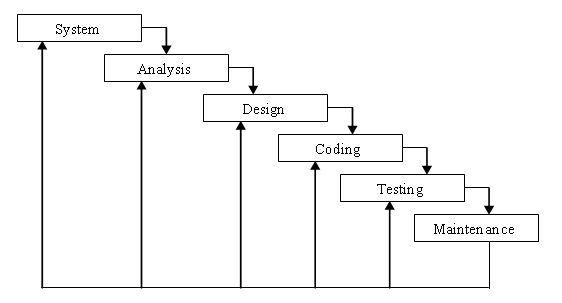 System
Analysis
Design
Coding
Testing
Maintenance